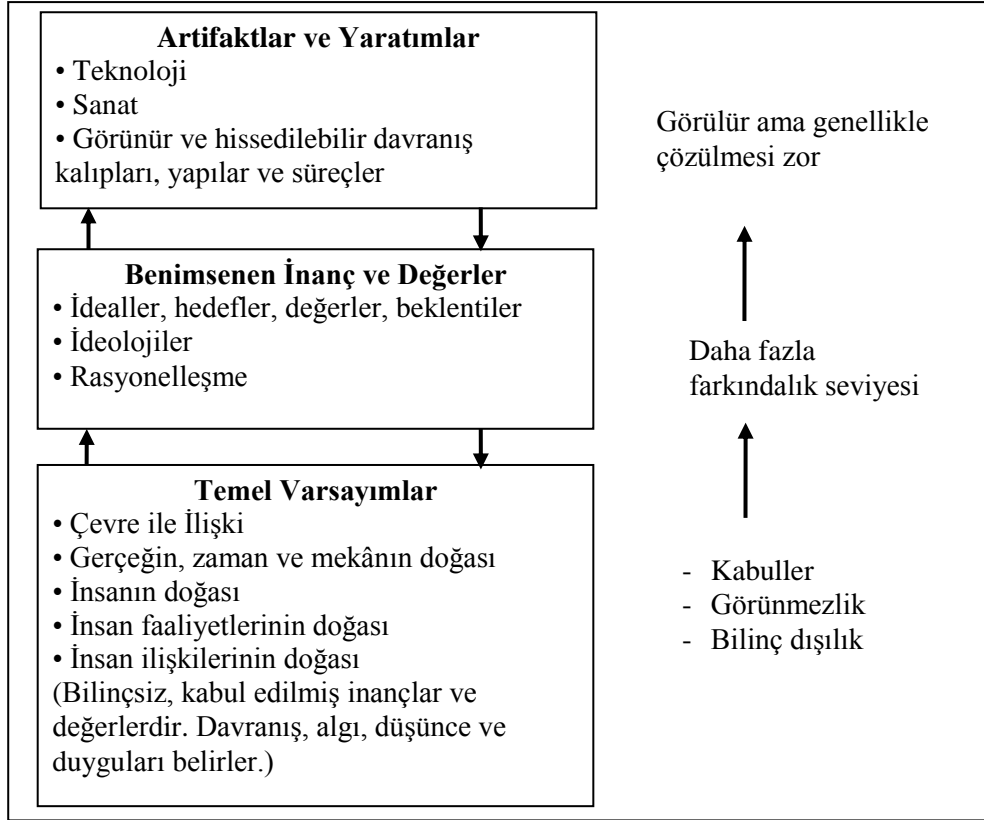 Artifaktlar ve Yaratımlar
• Teknoloji
• Sanat
• Görünür ve hissedilebilir davranış
kalıpları, yapılar ve süreçler
Görülür ama genellikle
çözülmesi zor
Benimsenen İnanç ve Değerler
• İdealler, hedefler, değerler, beklentiler
• İdeolojiler
• Rasyonelleşme
Daha fazla
farkındalık seviyesi
Temel Varsayımlar
• Çevre ile İlişki
• Gerçeğin, zaman ve mekânın doğası
• İnsanın doğası
• İnsan faaliyetlerinin doğası
• İnsan ilişkilerinin doğası
(Bilinçsiz, kabul edilmiş inançlar ve
değerlerdir. Davranış, algı, düşünce ve
duyguları belirler.)
- Kabuller
- Görünmezlik
- Bilinç dışılık